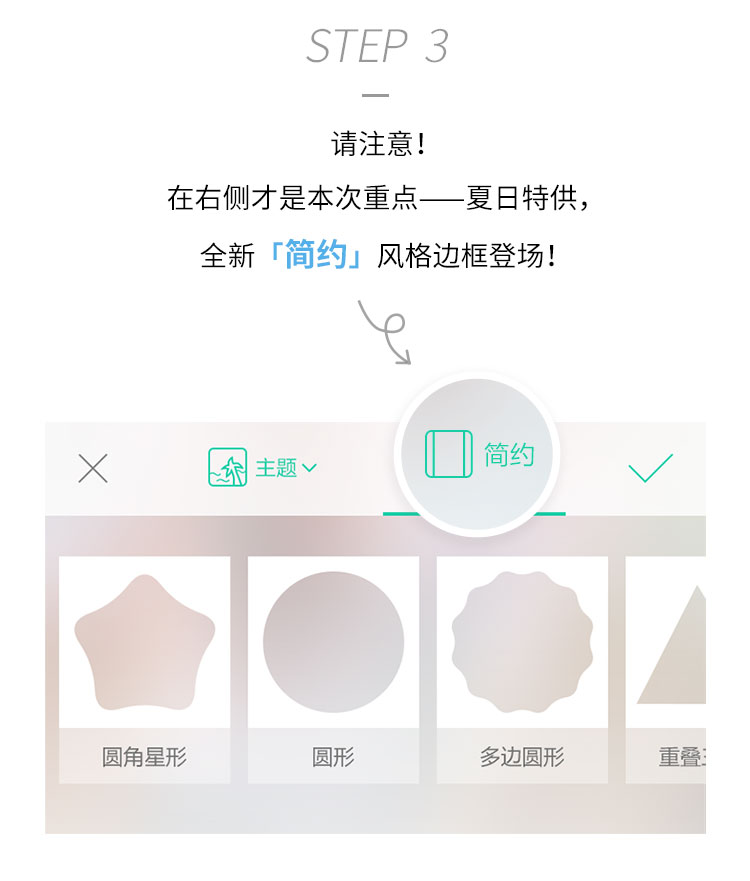 STEP 3
请注意！
在右侧才是本次重点——夏日特供，
全新「简约」风格边框登场！
主题
简约
圆角星形
圆形
多边圆形
重叠